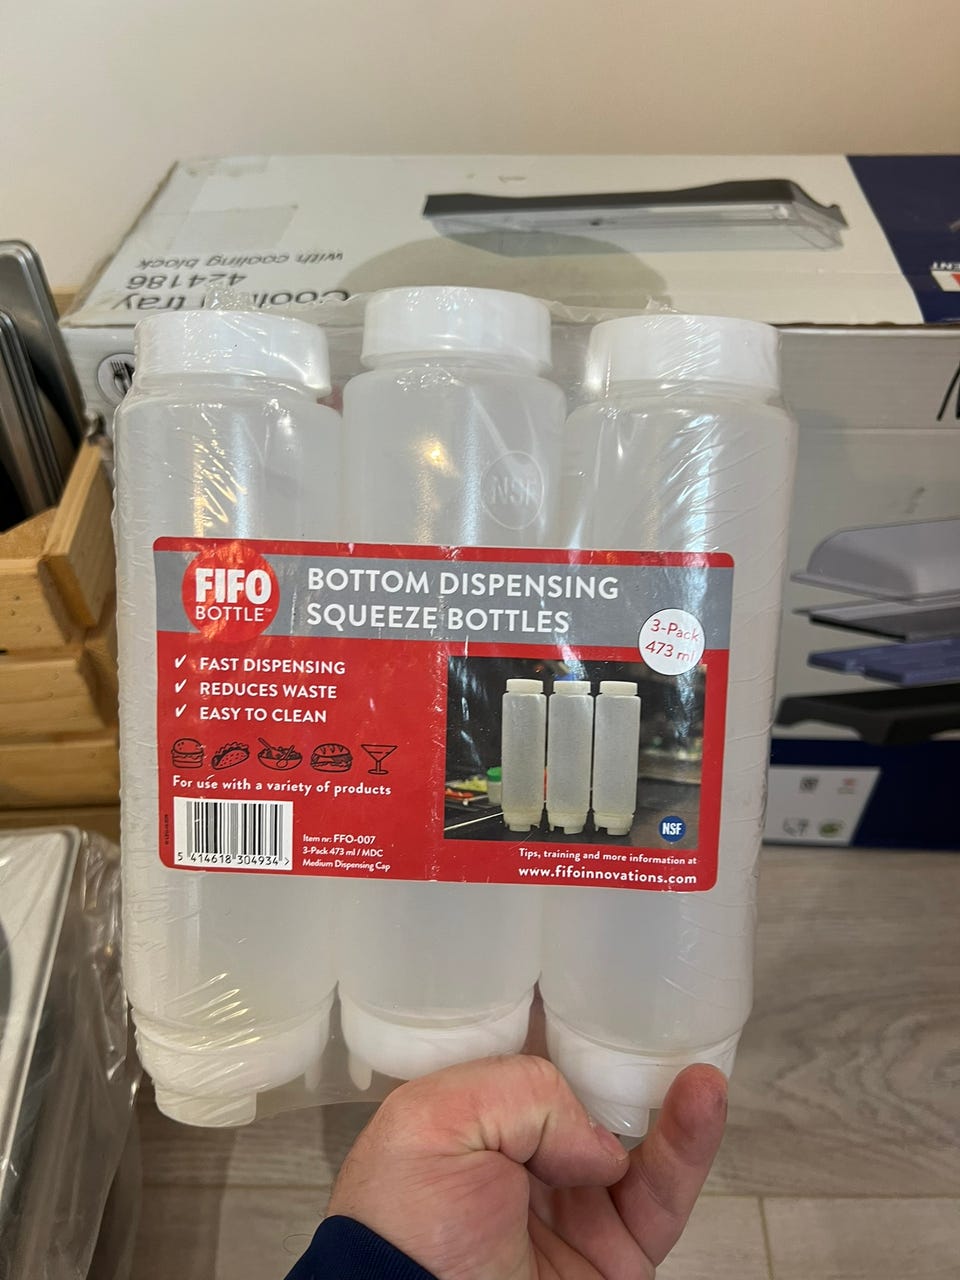 Cooling tray
424186
with cooling block
NSF
FIFO
BOTTLE™
BOTTOM DISPENSING
SQUEEZE BOTTLES
3-Pack
473 ml
✓ FAST DISPENSING
✓ REDUCES WASTE
✓ EASY TO CLEAN
For use with a variety of products
5 414618 304934 >
Item nr: FFO-007
3-Pack 473 ml / MDC
Medium Dispensing Cap
NSF
Tips, training and more information at
www.fifoinnovations.com